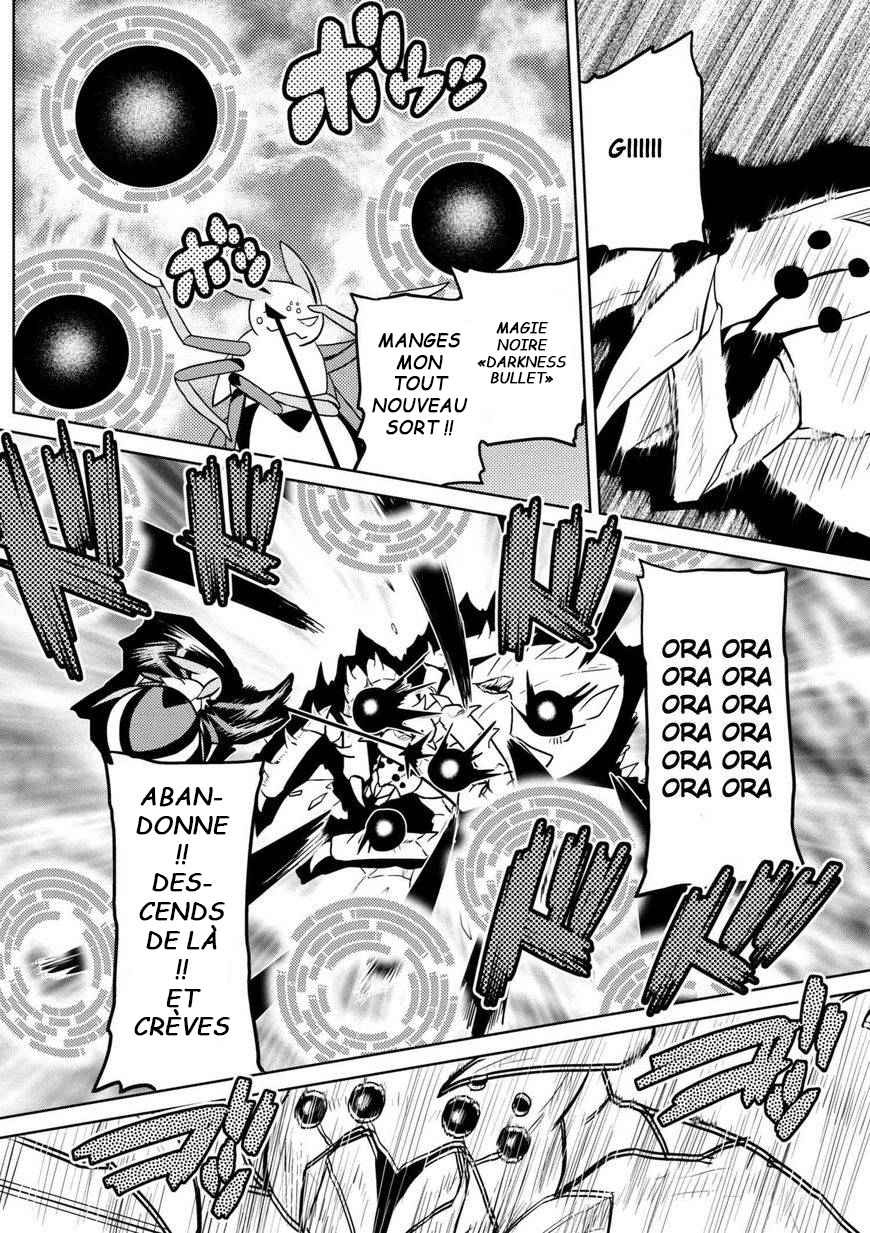 GIIIIII
ボウッ
ボッ
MAGIE
NOIRE
«DARKNESS
BULLET»
MANGES
MON
TOUT
NOUVEAU
SORT !!
ドド
ドド
ORA ORA
ORA ORA
ORA ORA
ORA ORA
ORA ORA
ORA ORA
ABAN-
DONNE
!!
DES-
CENDS
DE LÀ
!!
ET
CRÈVES